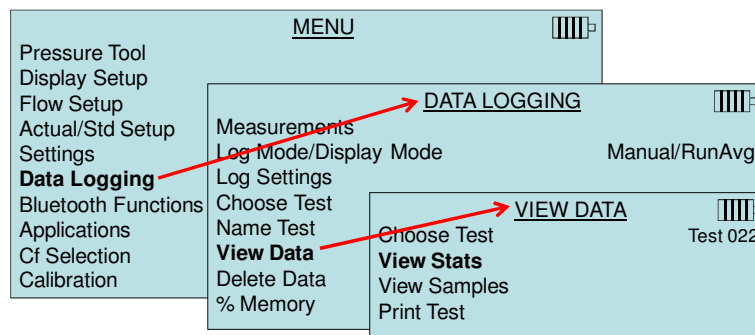 MENU
Pressure Tool
Display Setup
Flow Setup
Actual/Std Setup
Settings
Data Logging
Bluetooth Functions
Applications
Cf Selection
Calibration
DATA LOGGING
Measurements
Log Mode/Display Mode Manual/RunAvg
Log Settings
Choose Test
Name Test
View Data
Delete Data
% Memory
VIEW DATA
Choose Test Test 022
View Stats
View Samples
Print Test